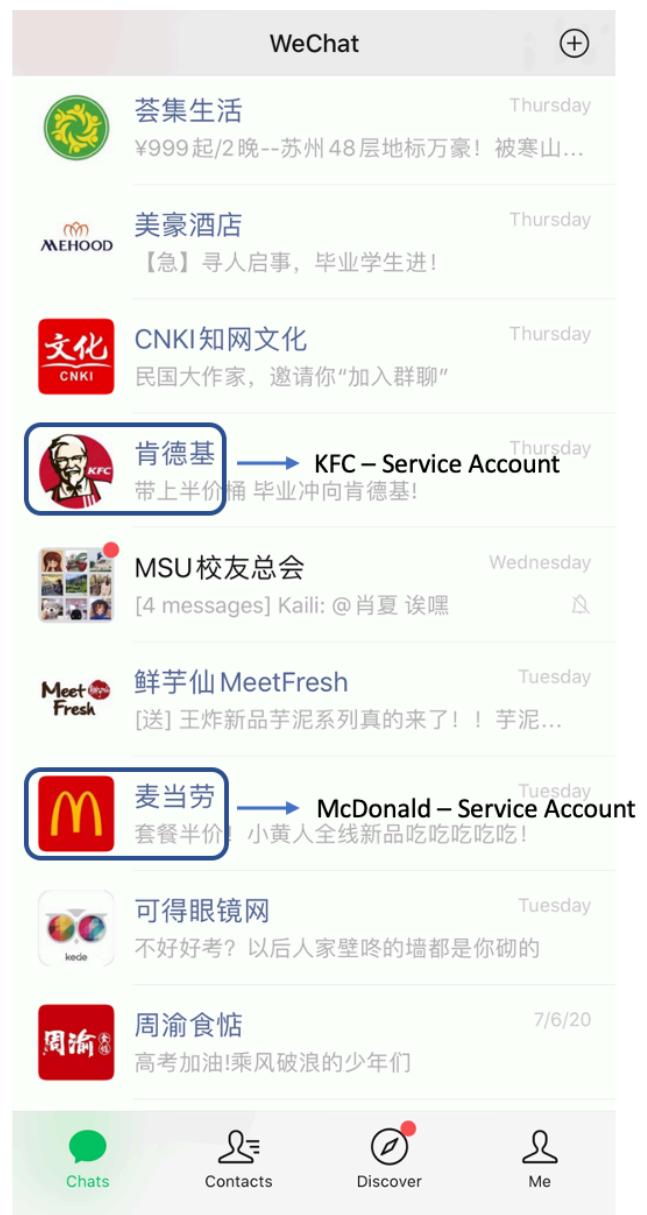 WeChat
荟集生活
Thursday
¥999起/2晚--苏州48层地标万豪！被寒山...
MEHOOD
美豪酒店
Thursday
【急】寻人启事，毕业学生进！
文化
CNKI
CNKI知网文化
Thursday
民国大作家，邀请你“加入群聊”
KFC
肯德基
Thursday
KFC – Service Account
带上半价桶 毕业冲向肯德基!
MSU校友总会
Wednesday
[4 messages] Kaili: @肖夏 诶嘿
Meet
Fresh
鲜芋仙MeetFresh
Tuesday
[送] 王炸新品芋泥系列真的来了！！芋泥...
麦当劳
Tuesday
McDonald – Service Account
套餐半价！小黄人全线新品吃吃吃吃吃！
kede
可得眼镜网
Tuesday
不好好考？以后人家壁咚的墙都是你砌的
周渝
周渝食惦
7/6/20
高考加油!乘风破浪的少年们
Chats
Contacts
Discover
Me